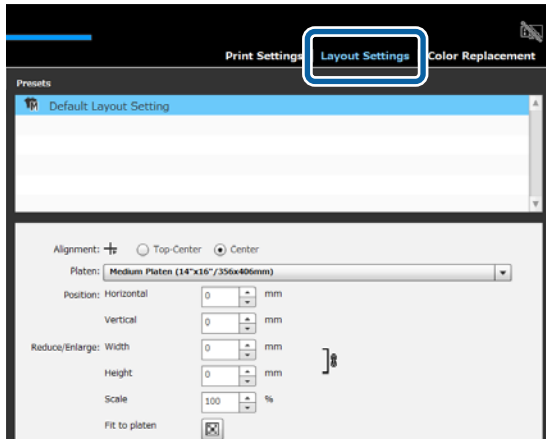 Print Settings Layout Settings Color Replacement
Presets
M Default Layout Setting
Alignment: Top-Center Center
Platen: Medium Platen (14"x16"/356x406mm)
Position: Horizontal 0 mm
Vertical 0 mm
Reduce/Enlarge: Width 0 mm
Height 0 mm
Scale 100 %
Fit to platen